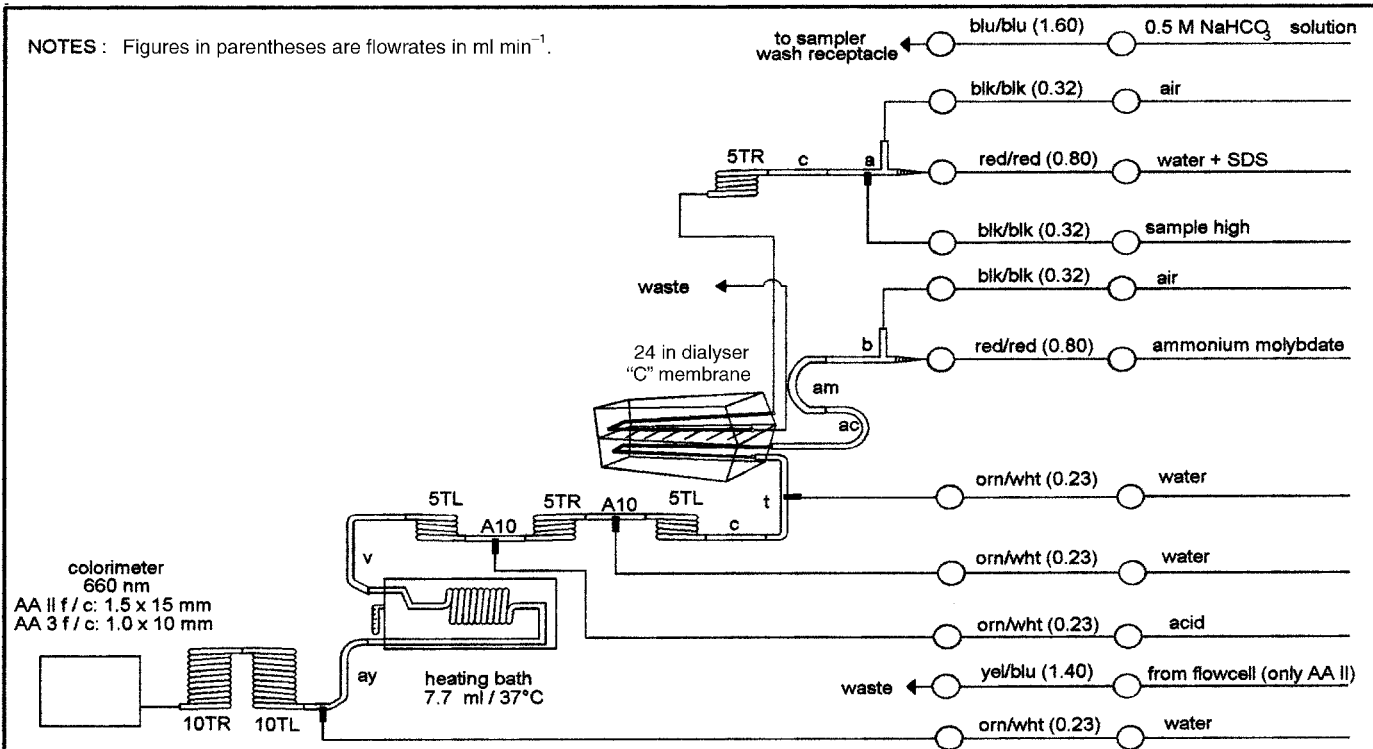 NOTES : Figures in parentheses are flowrates in ml min⁻¹.
to sampler
wash receptacle
blu/blu (1.60)
0.5 M NaHCO₃ solution
blk/blk (0.32)
air
5TR
c
a
red/red (0.80)
water + SDS
blk/blk (0.32)
sample high
waste
blk/blk (0.32)
air
24 in dialyser
“C” membrane
b
red/red (0.80)
ammonium molybdate
am
ac
5TL
A10
5TR
A10
5TL
c
t
orn/wht (0.23)
water
v
orn/wht (0.23)
water
colorimeter
660 nm
AA II f / c: 1.5 x 15 mm
AA 3 f / c: 1.0 x 10 mm
orn/wht (0.23)
acid
ay
heating bath
7.7 ml / 37°C
waste
yel/blu (1.40)
from flowcell (only AA II)
10TR
10TL
orn/wht (0.23)
water